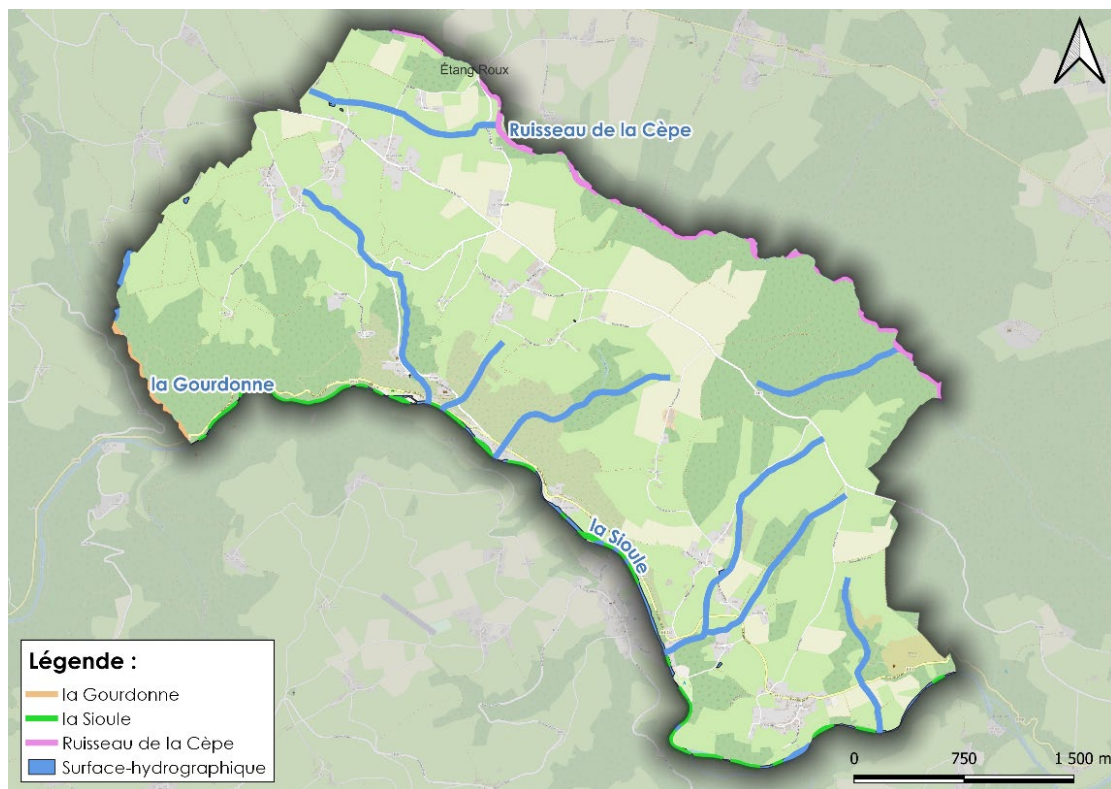 Étang Roux
Ruisseau de la Cèpe
la Gourdonne
la Sioule
Légende :
la Gourdonne
la Sioule
Ruisseau de la Cèpe
Surface-hydrographique
0 750 1 500 m